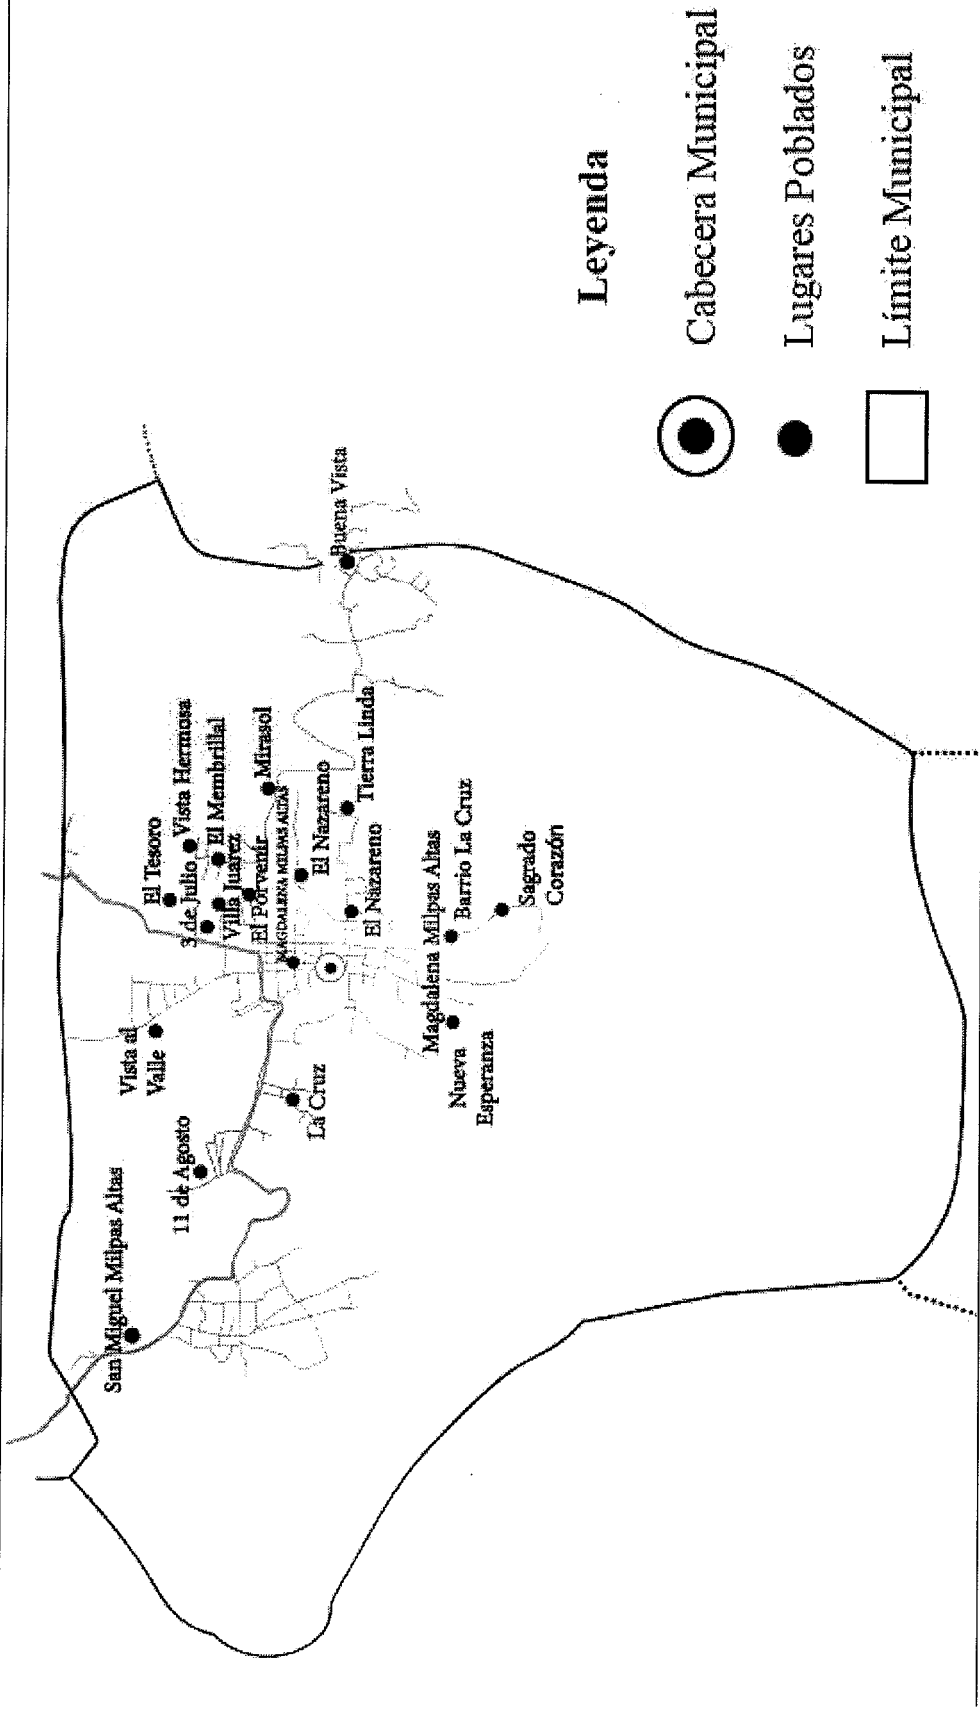 San Miguel Milpas Altas
Vista al
Valle
11 de Agosto
El Tesoro
Vista Hermosa
3 de Julio
El Membrillal
Villa Juarez
El Porvenir
Mirasol
MAGDALENA MILPAS ALTAS
La Cruz
El Nazareno
Buena Vista
Tierra Linda
El Nazareno
Magdalena Milpas Altas
Barrio La Cruz
Nueva
Esperanza
Sagrado
Corazón
Leyenda
Cabecera Municipal
Lugares Poblados
Límite Municipal